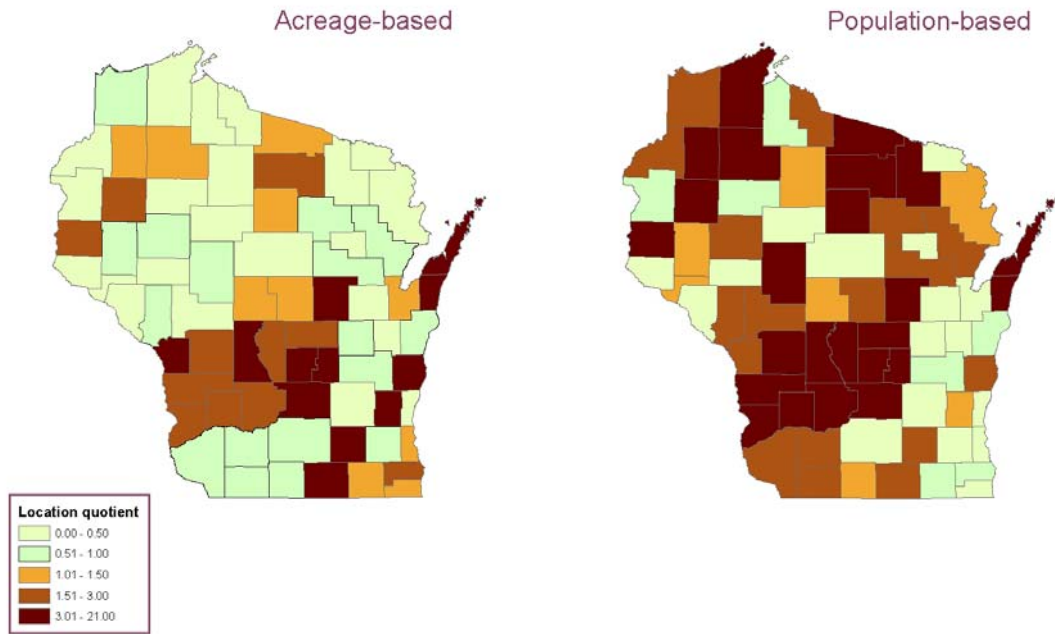 Acreage-based
Population-based
Location quotient
0.00 - 0.50
0.51 - 1.00
1.01 - 1.50
1.51 - 3.00
3.01 - 21.00